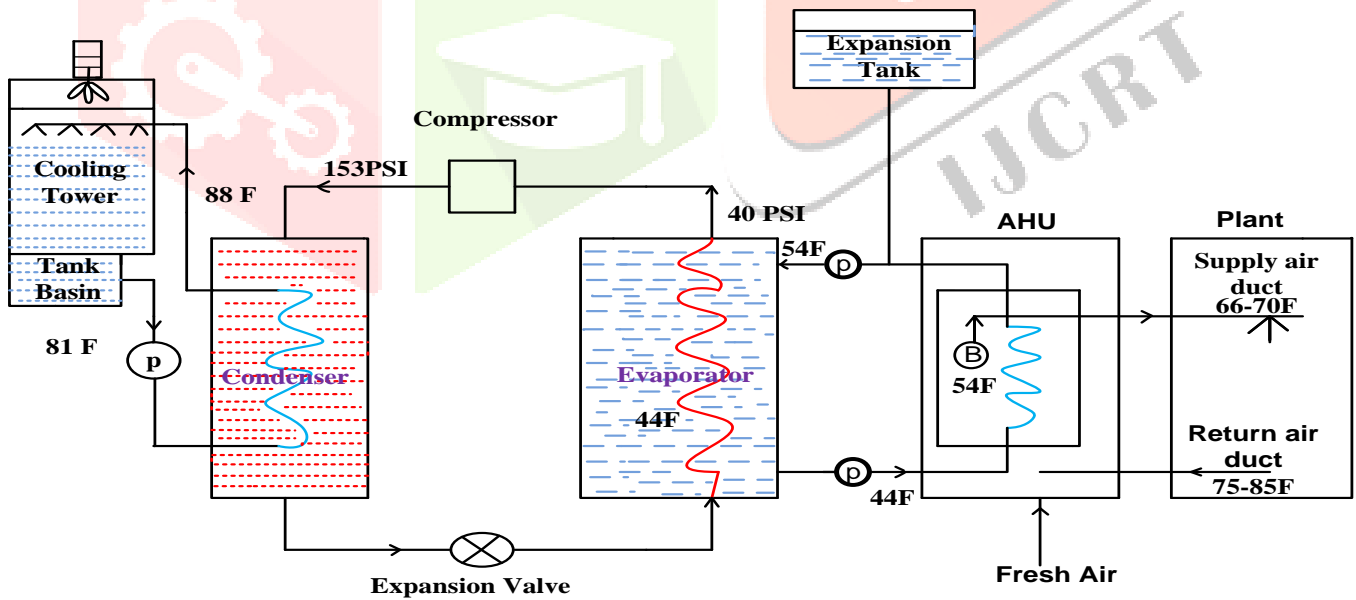 Expansion
Tank
IJCRT
Compressor
Cooling
Tower
153PSI
88 F
40 PSI
AHU
Plant
54F
p
Supply air
duct
66-70F
Tank
Basin
81 F
p
B
54F
Condenser
Evaporator
44F
p
44F
Return air
duct
75-85F
Fresh Air
Expansion Valve